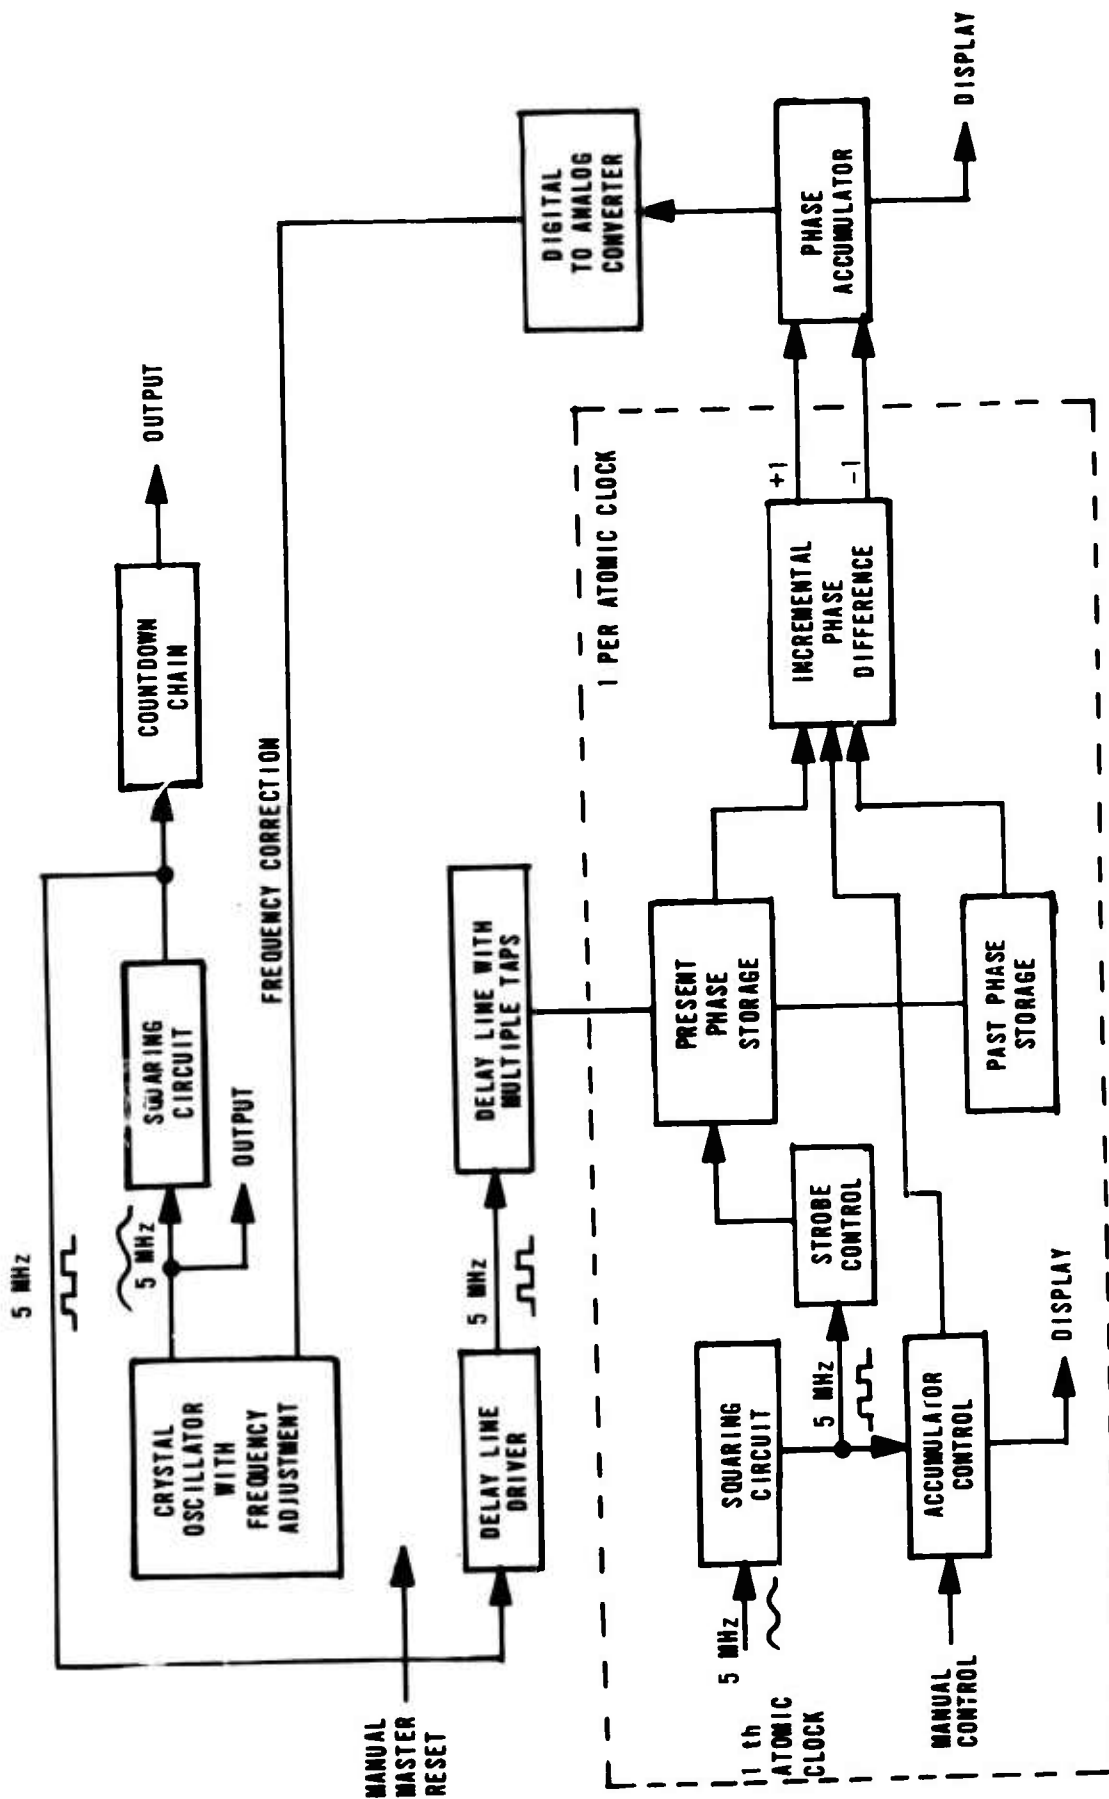 5 MHz
CRYSTAL
OSCILLATOR
WITH
FREQUENCY
ADJUSTMENT
5 MHz
OUTPUT
SQUARING
CIRCUIT
COUNTDOWN
CHAIN
OUTPUT
FREQUENCY CORRECTION
MANUAL
MASTER
RESET
DELAY LINE
DRIVER
5 MHz
DELAY LINE WITH
MULTIPLE TAPS
DIGITAL
TO ANALOG
CONVERTER
1 PER ATOMIC CLOCK
5 MHz
1 th
ATOMIC
CLOCK
SQUARING
CIRCUIT
5 MHz
STROBE
CONTROL
PRESENT
PHASE
STORAGE
INCREMENTAL
PHASE
DIFFERENCE
+1
-1
PHASE
ACCUMULATOR
DISPLAY
MANUAL
CONTROL
ACCUMULATOR
CONTROL
DISPLAY
PAST PHASE
STORAGE